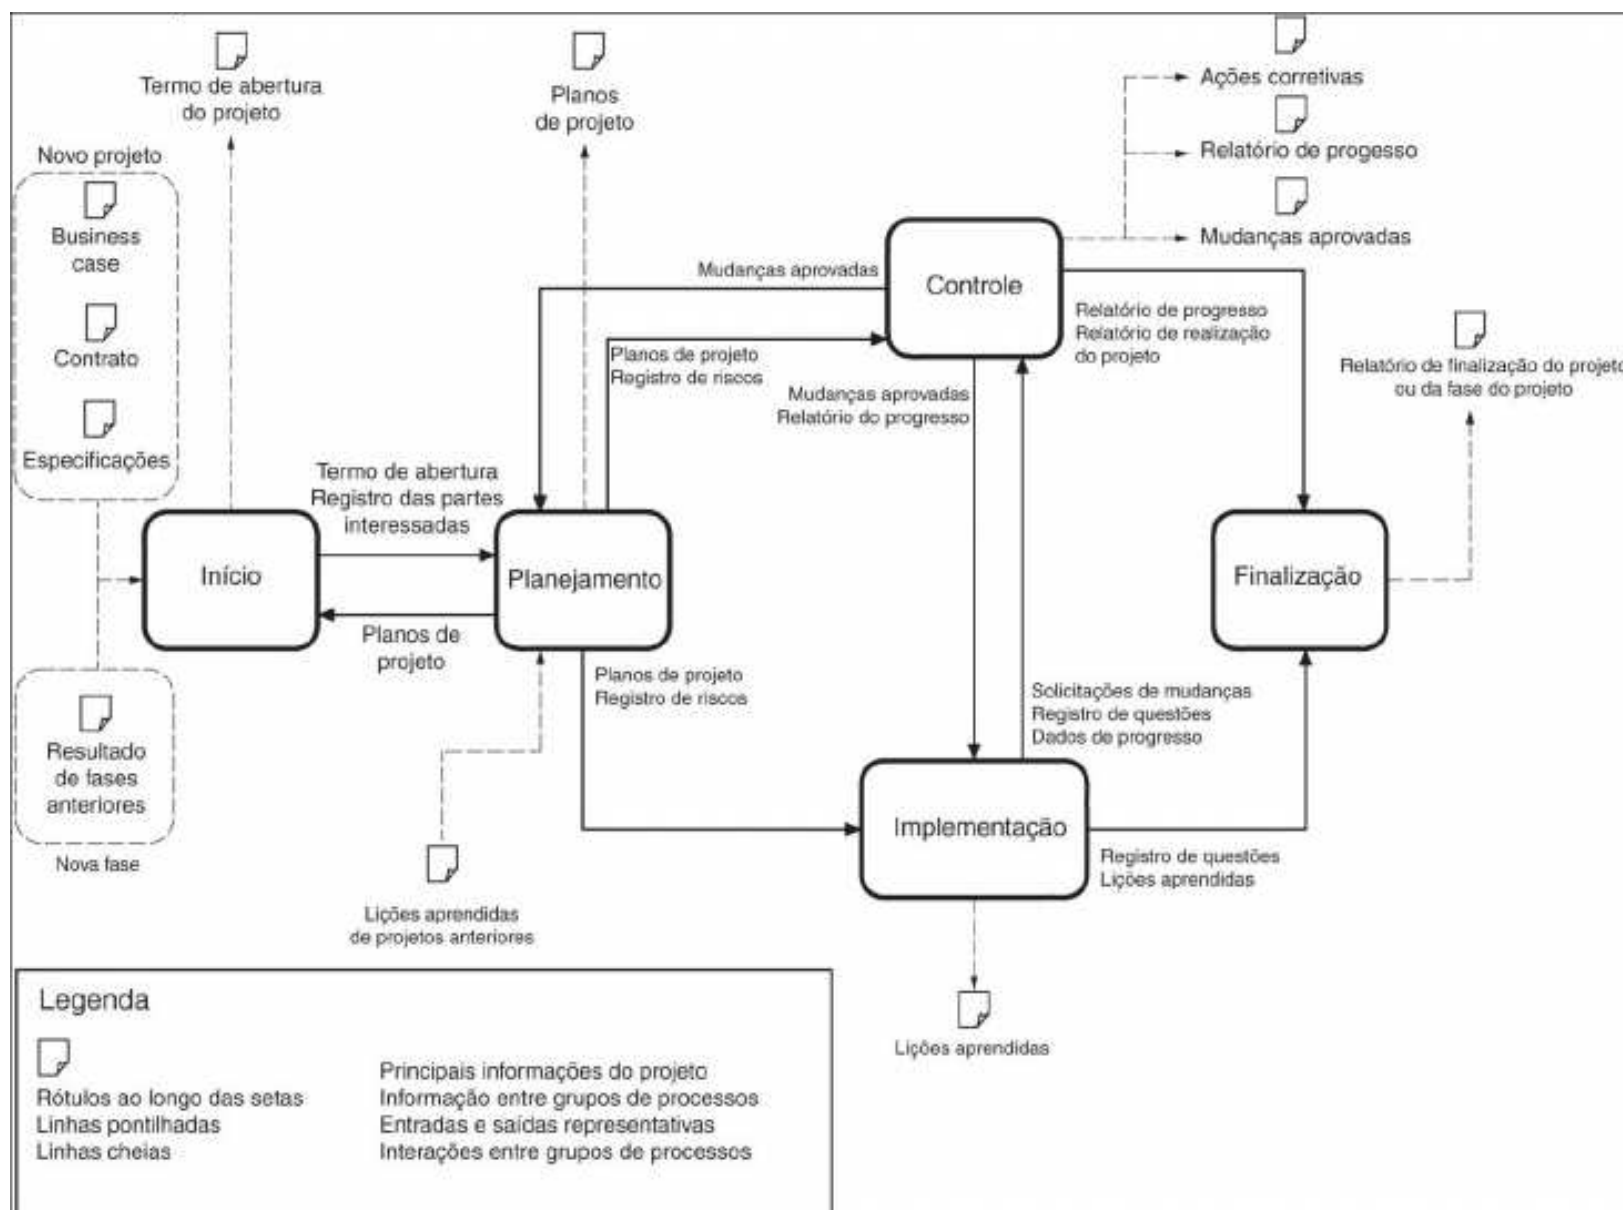 Termo de abertura
do projeto
Planos
de projeto
Ações corretivas
Relatório de progesso
Mudanças aprovadas
Novo projeto
Business
case
Contrato
Especificações
Controle
Mudanças aprovadas
Planos de projeto
Registro de riscos
Mudanças aprovadas
Relatório do progresso
Relatório de progresso
Relatório de realização
do projeto
Relatório de finalização do projeto
ou da fase do projeto
Termo de abertura
Registro das partes
interessadas
Início
Planejamento
Finalização
Planos de
projeto
Planos de projeto
Registro de riscos
Solicitações de mudanças
Registro de questões
Dados de progresso
Resultado
de fases
anteriores
Nova fase
Implementação
Registro de questões
Lições aprendidas
Lições aprendidas
de projetos anteriores
Lições aprendidas
Legenda
Principais informações do projeto
Rótulos ao longo das setas Informação entre grupos de processos
Linhas pontilhadas Entradas e saídas representativas
Linhas cheias Interações entre grupos de processos